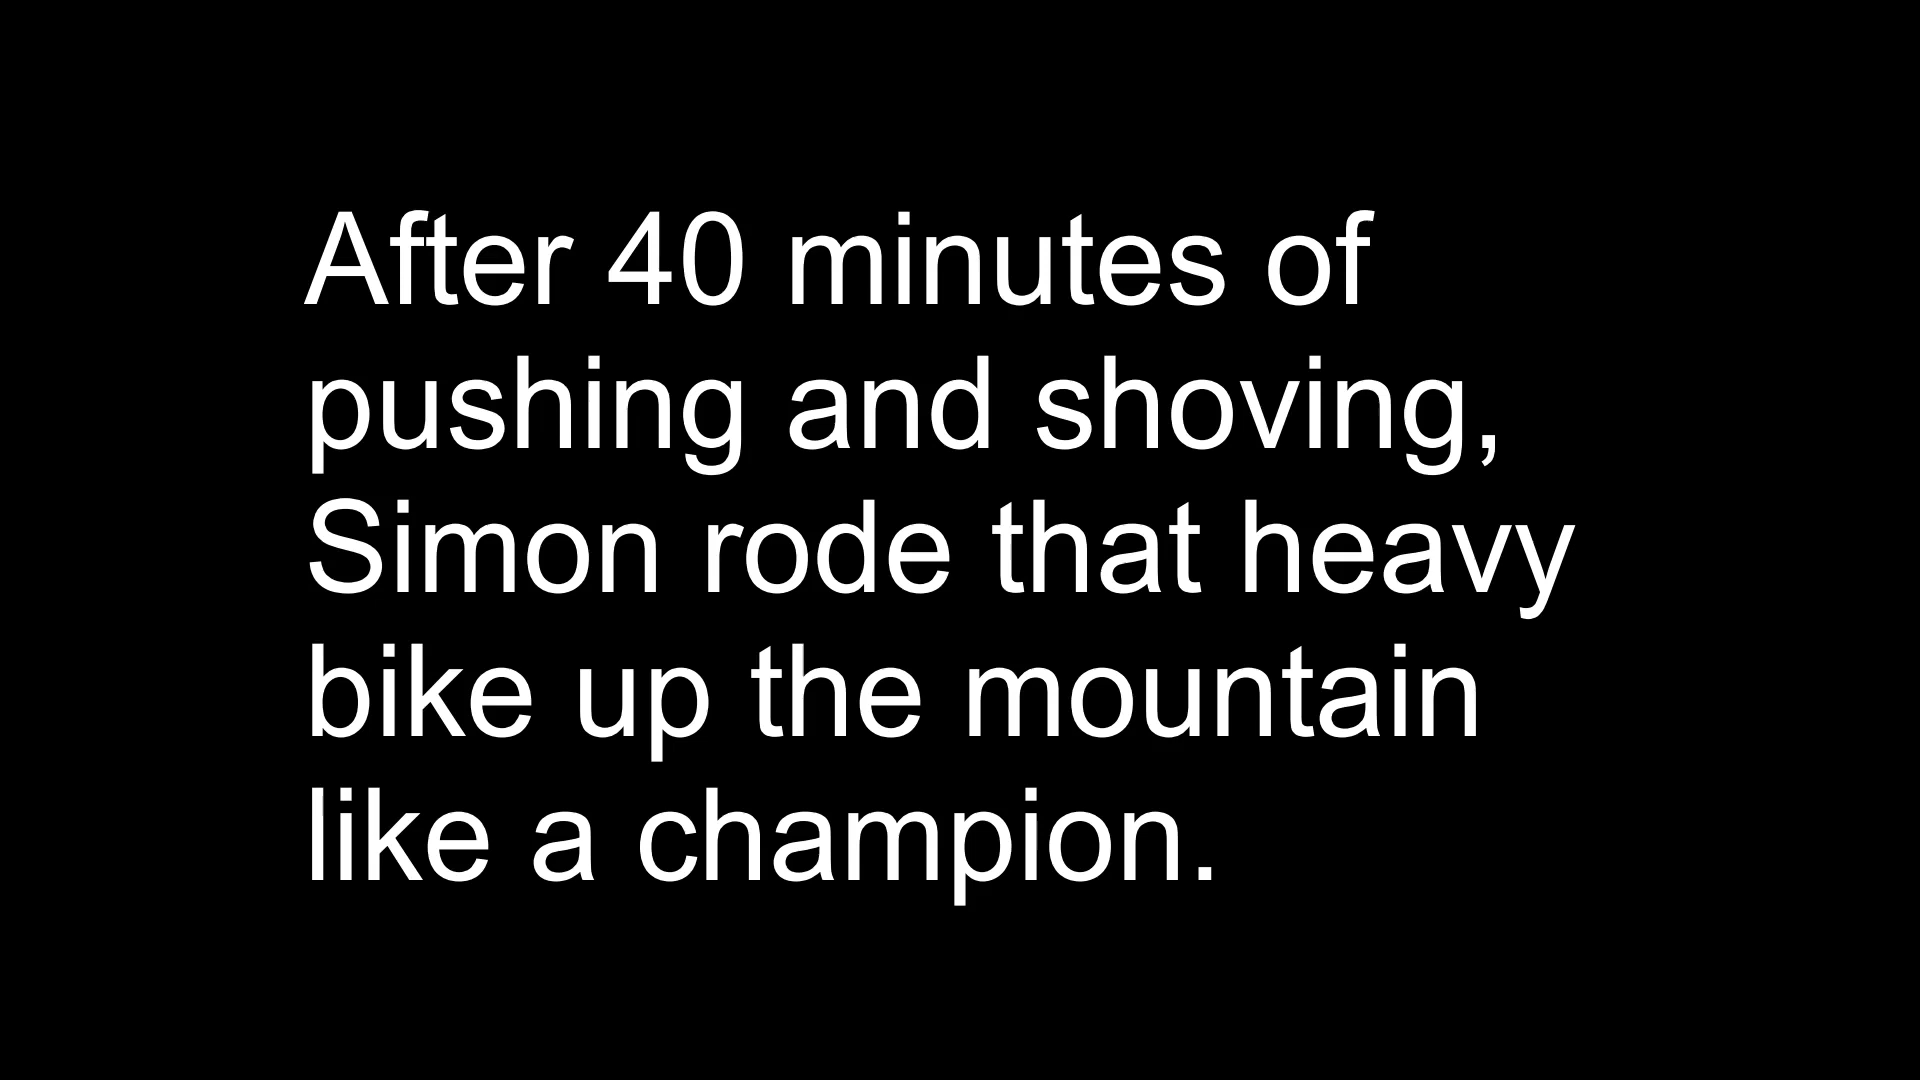 After 40 minutes of
pushing and shoving,
Simon rode that heavy
bike up the mountain
like a champion.